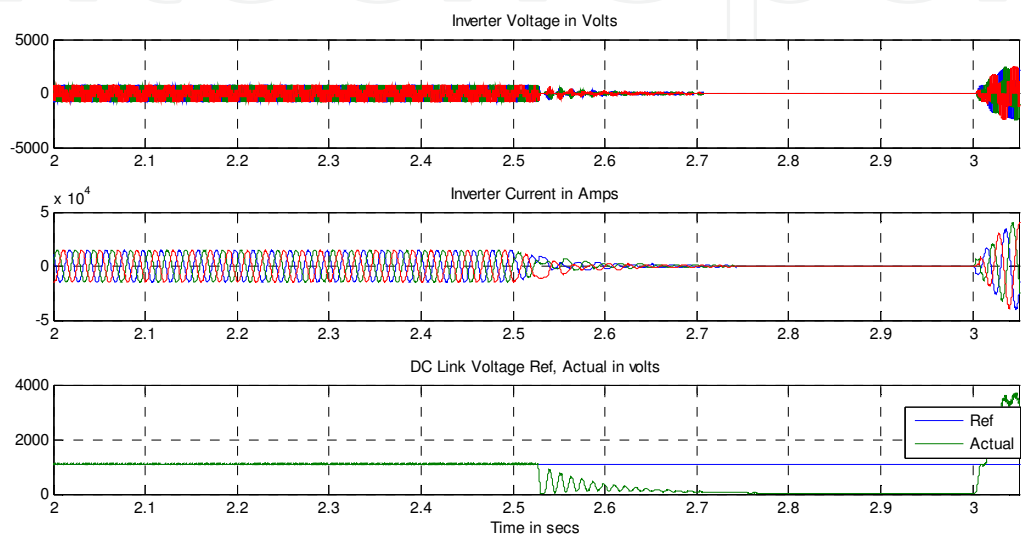 Inverter Voltage in Volts
5000
0
-5000
2 2.1 2.2 2.3 2.4 2.5 2.6 2.7 2.8 2.9 3
Inverter Current in Amps
x 10^4
5
0
-5
2 2.1 2.2 2.3 2.4 2.5 2.6 2.7 2.8 2.9 3
DC Link Voltage Ref, Actual in volts
4000
2000
0
Ref
Actual
2 2.1 2.2 2.3 2.4 2.5 2.6 2.7 2.8 2.9 3
Time in secs